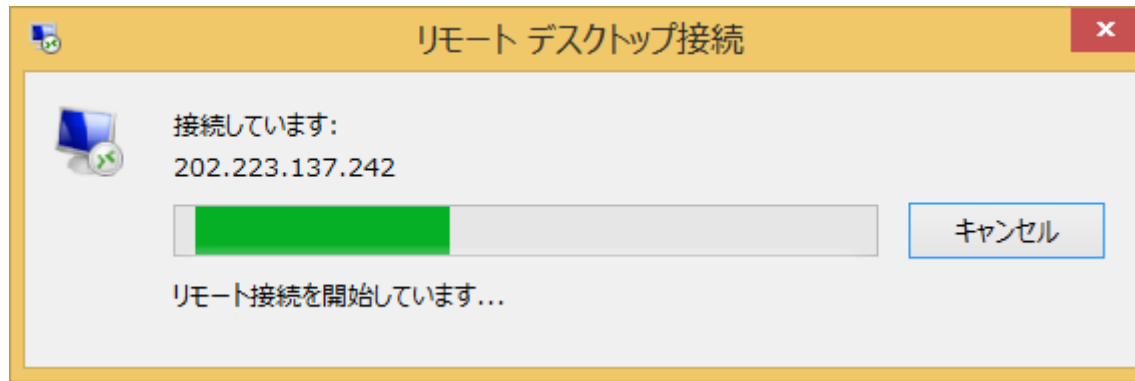 リモート デスクトップ接続
接続しています:
202.223.137.242
キャンセル
リモート接続を開始しています...